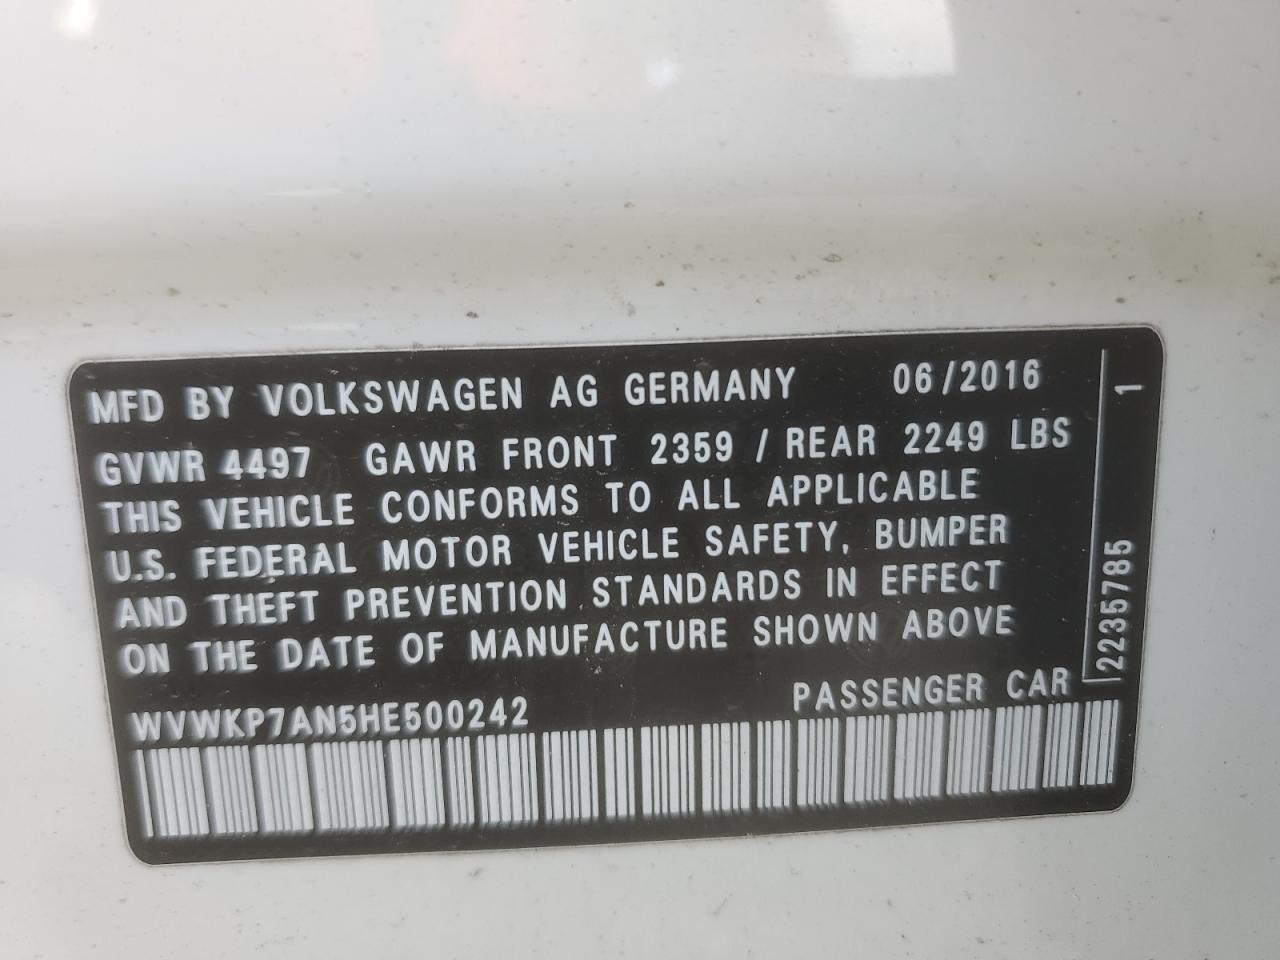 MFD BY VOLKSWAGEN AG GERMANY 06/2016
GVWR 4497 GAWR FRONT 2359 / REAR 2249 LBS
THIS VEHICLE CONFORMS TO ALL APPLICABLE
U.S. FEDERAL MOTOR VEHICLE SAFETY, BUMPER
AND THEFT PREVENTION STANDARDS IN EFFECT
ON THE DATE OF MANUFACTURE SHOWN ABOVE
WVWKP7AN5HE500242 PASSENGER CAR
2235785 1